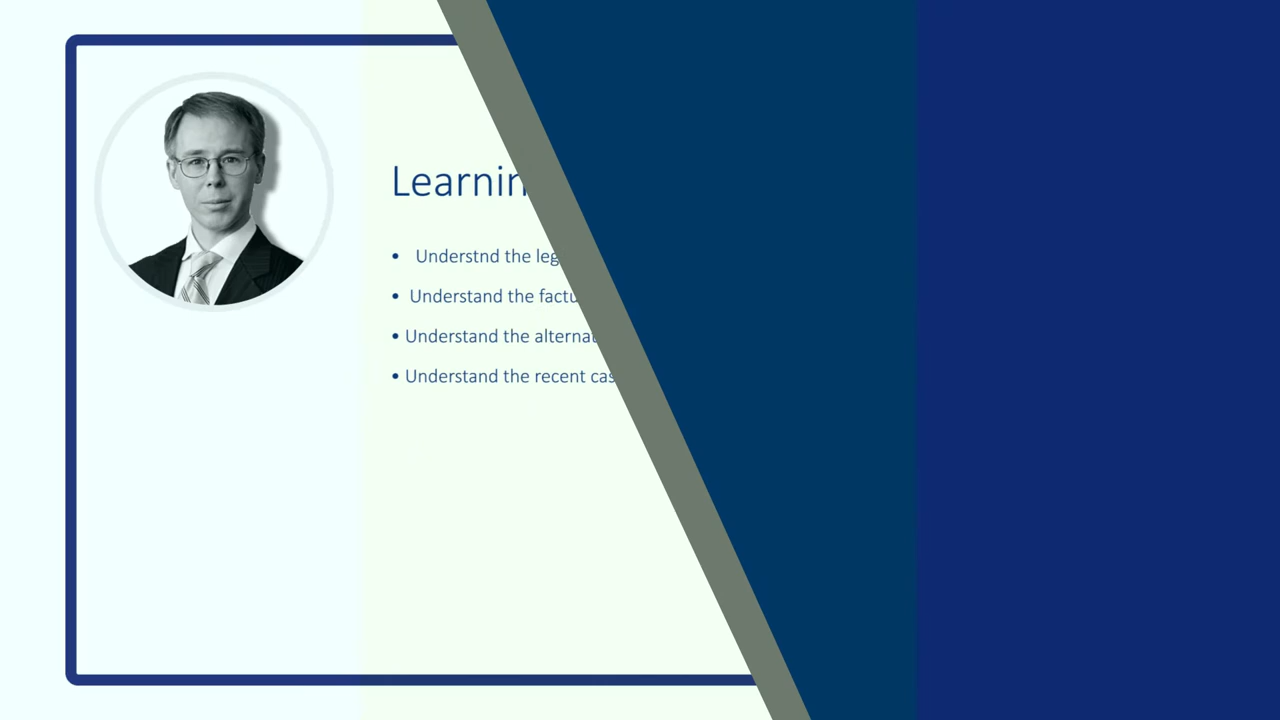 Learnin
• Understnd the leg
• Understand the factu
• Understand the alterna
• Understand the recent cas